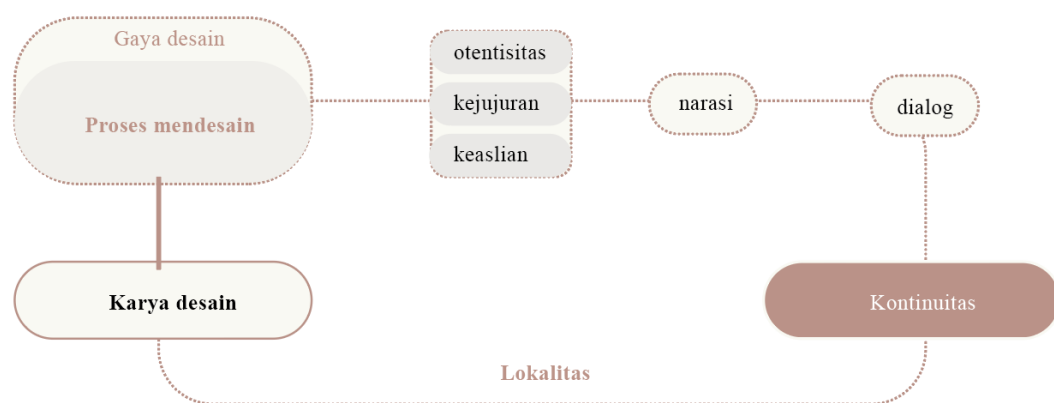 Gaya desain
Proses mendesain
otentisitas
kejujuran
keaslian
narasi
dialog
Karya desain
Kontinuitas
Lokalitas